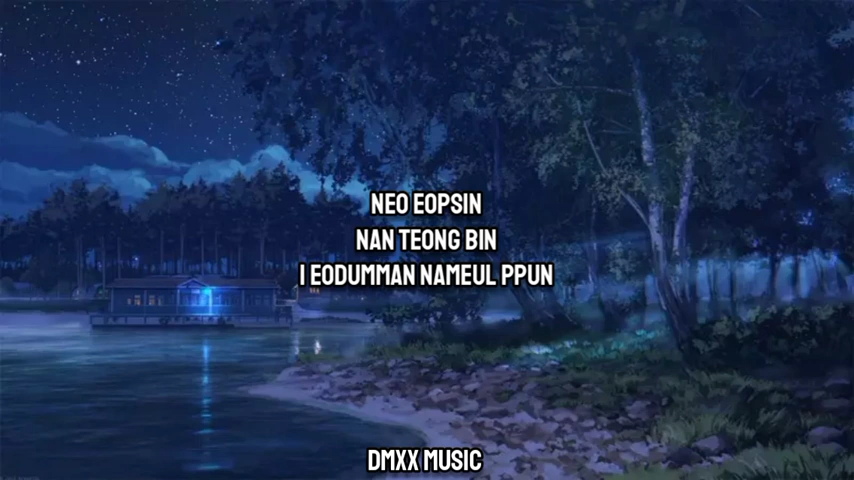 NEO EOPSIN
NAN TEONG BIN
I EODUMMAN NAMEUL PPUN
DMXX MUSIC